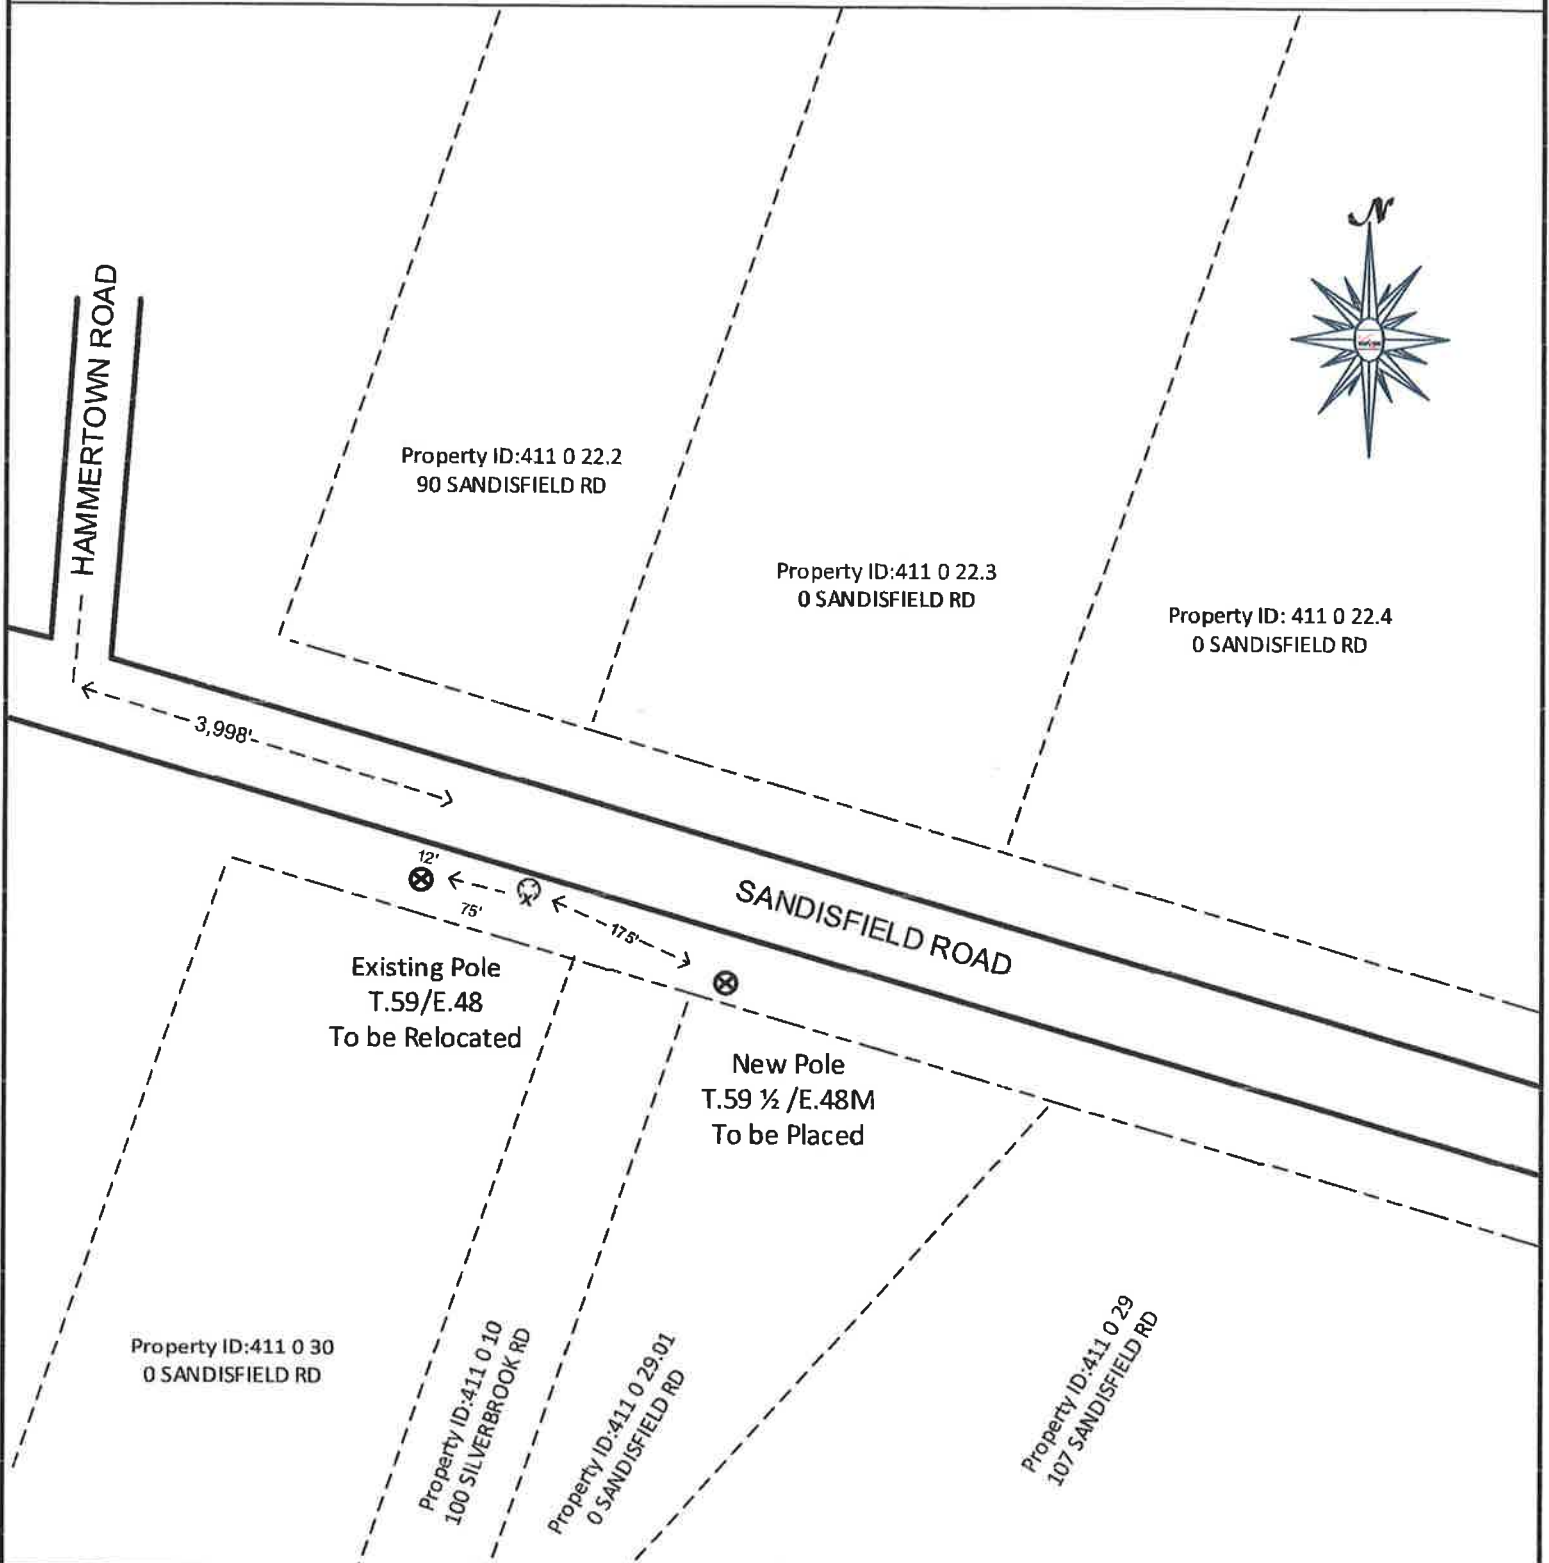 N
HAMMERTOWN ROAD
Property ID:411 0 22.2
90 SANDISFIELD RD
Property ID:411 0 22.3
0 SANDISFIELD RD
Property ID: 411 0 22.4
0 SANDISFIELD RD
3,998'
12'
75'
175'
SANDISFIELD ROAD
Existing Pole
T.59/E.48
To be Relocated
New Pole
T.59 ½ /E.48M
To be Placed
Property ID:411 0 30
0 SANDISFIELD RD
Property ID:411 0 10
100 SILVERBROOK RD
Property ID:411 0 29.01
0 SANDISFIELD RD
Property ID:411 0 29
107 SANDISFIELD RD